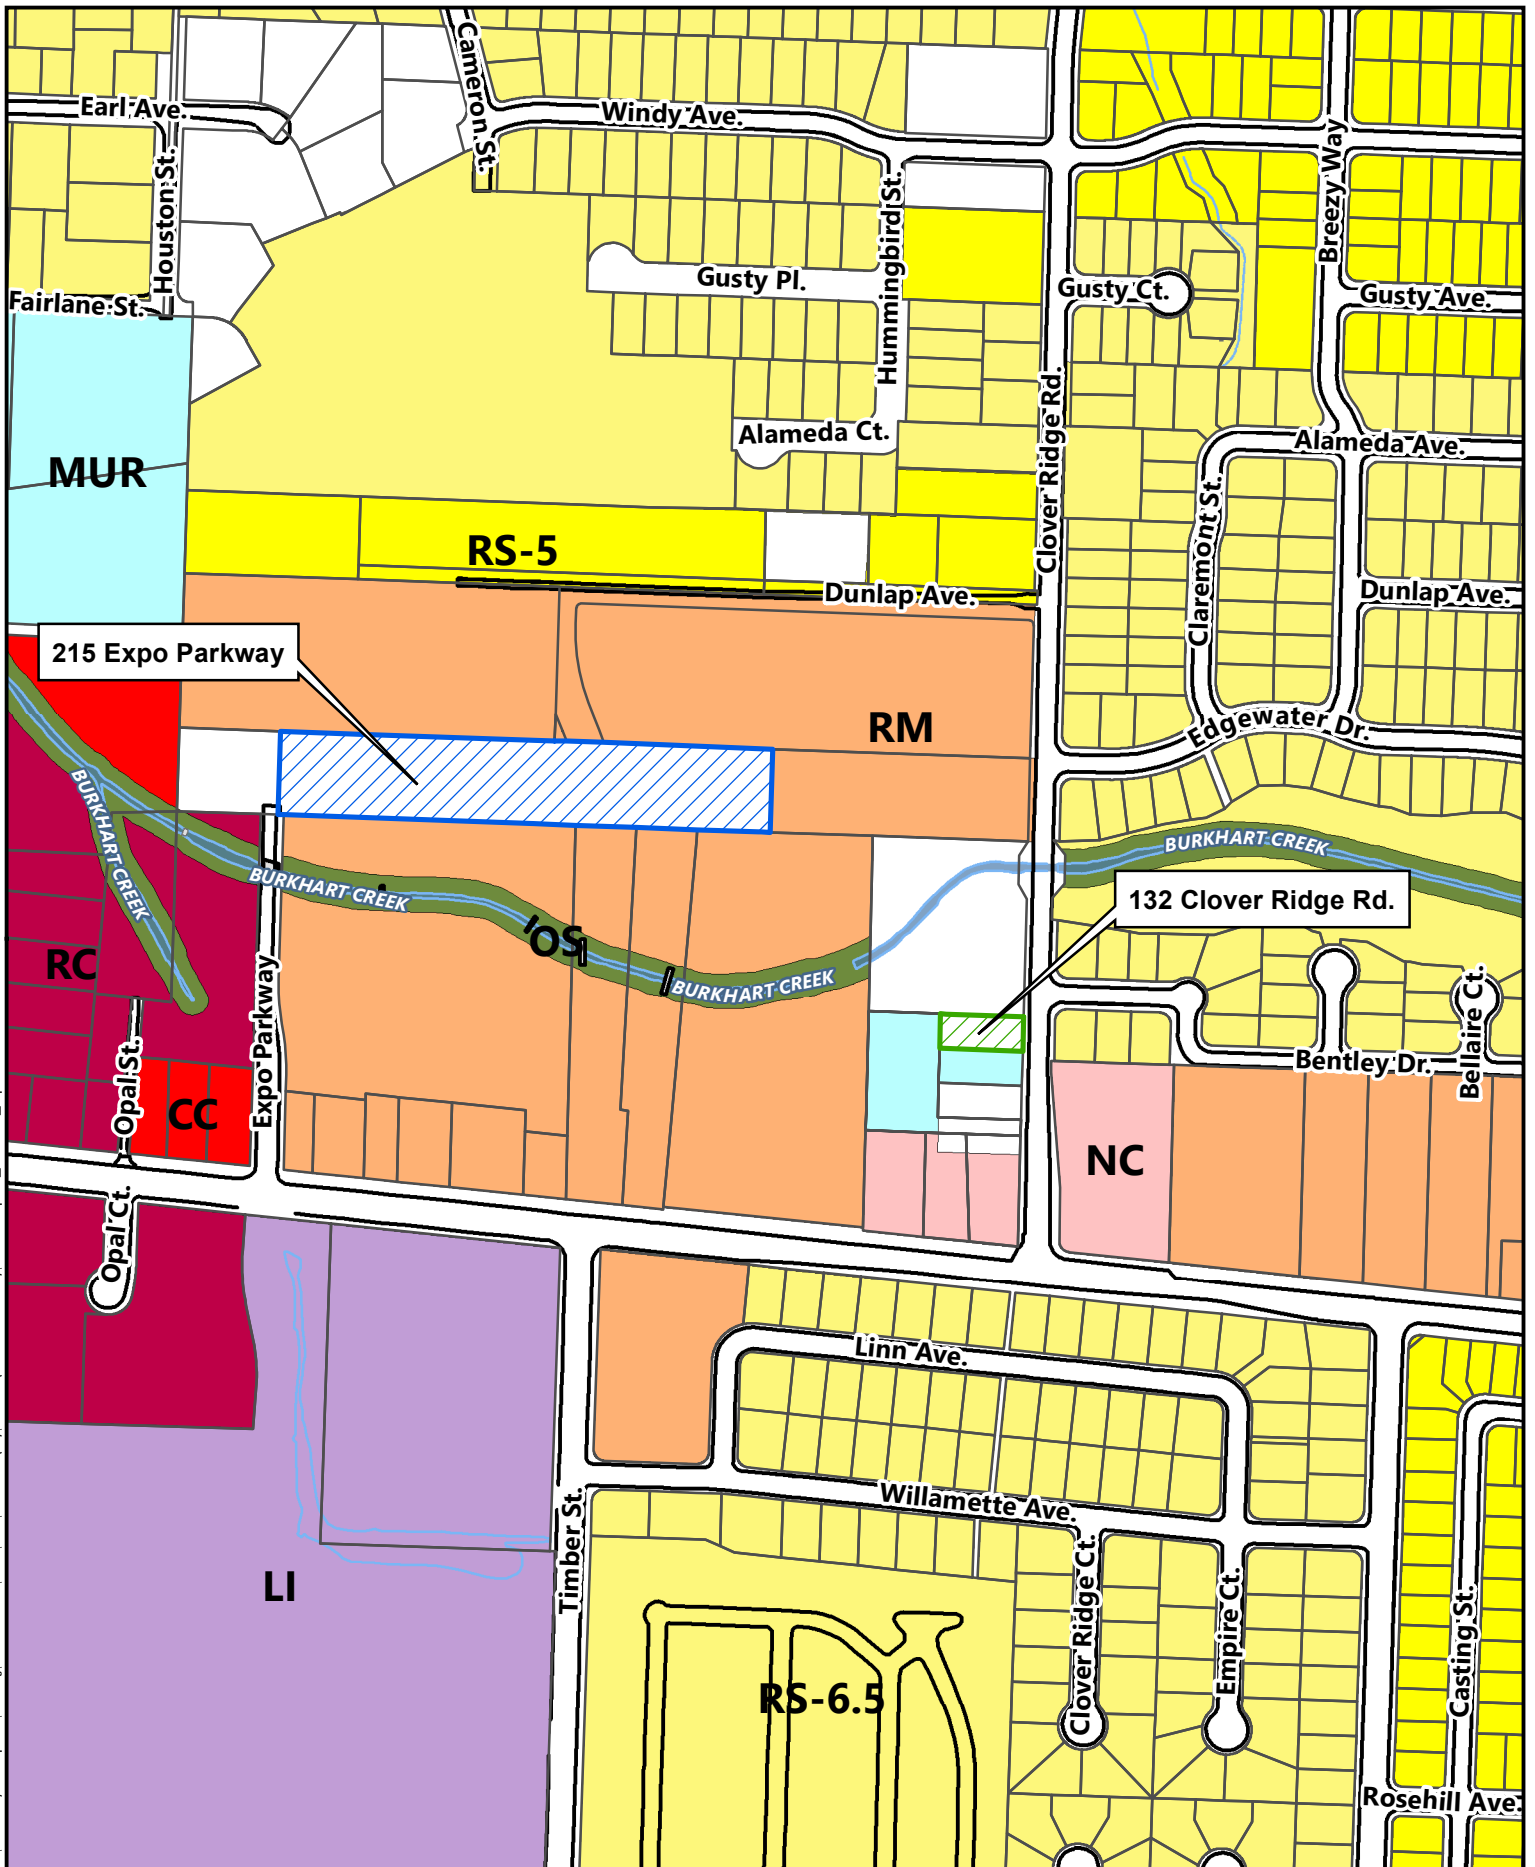 Cameron St.
Earl Ave.
Windy Ave.
Houston St.
Breezy Way
Hummingbird St.
Gusty Pl.
Gusty Ct.
Gusty Ave.
Fairlane St.
Clover Ridge Rd.
Alameda Ct.
Alameda Ave.
MUR
Claremont St.
RS-5
Dunlap Ave.
Dunlap Ave.
215 Expo Parkway
RM
Edgewater Dr.
BURKHART CREEK
BURKHART CREEK
BURKHART CREEK
132 Clover Ridge Rd.
OS
RC
BURKHART CREEK
Expo Parkway
Bellaire Ct.
Opal St.
Bentley Dr.
CC
NC
Opal Ct.
Linn Ave.
Willamette Ave.
Timber St.
LI
Clover Ridge Ct.
Empire Ct.
Casting St.
RS-6.5
Rosehill Ave.